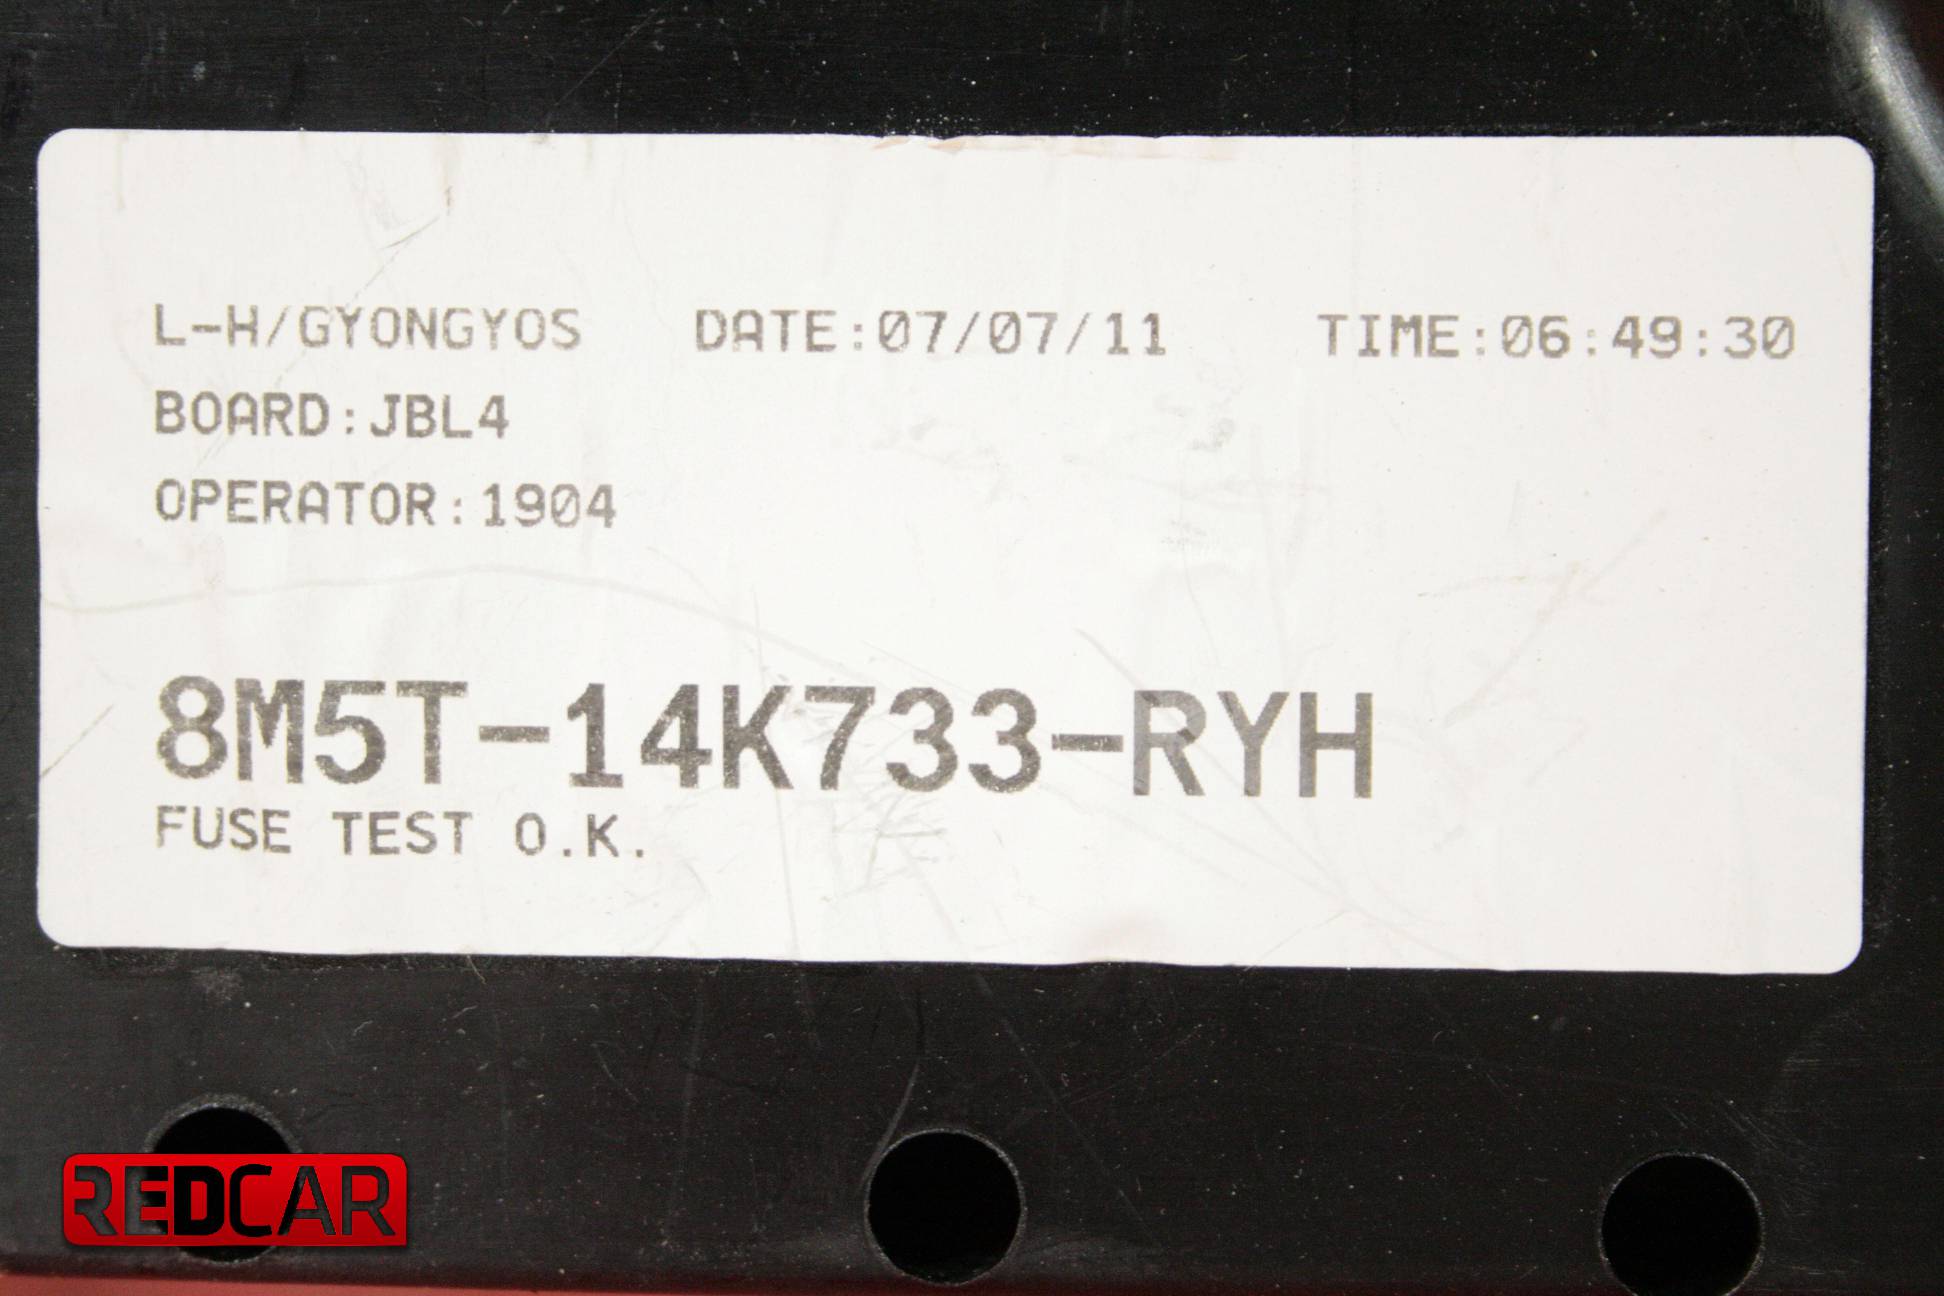 L-H/GYONGYOS DATE:07/07/11 TIME:06:49:30
BOARD:JBL4
OPERATOR:1904
8M5T-14K733-RYH
FUSE TEST O.K.
REDCAR